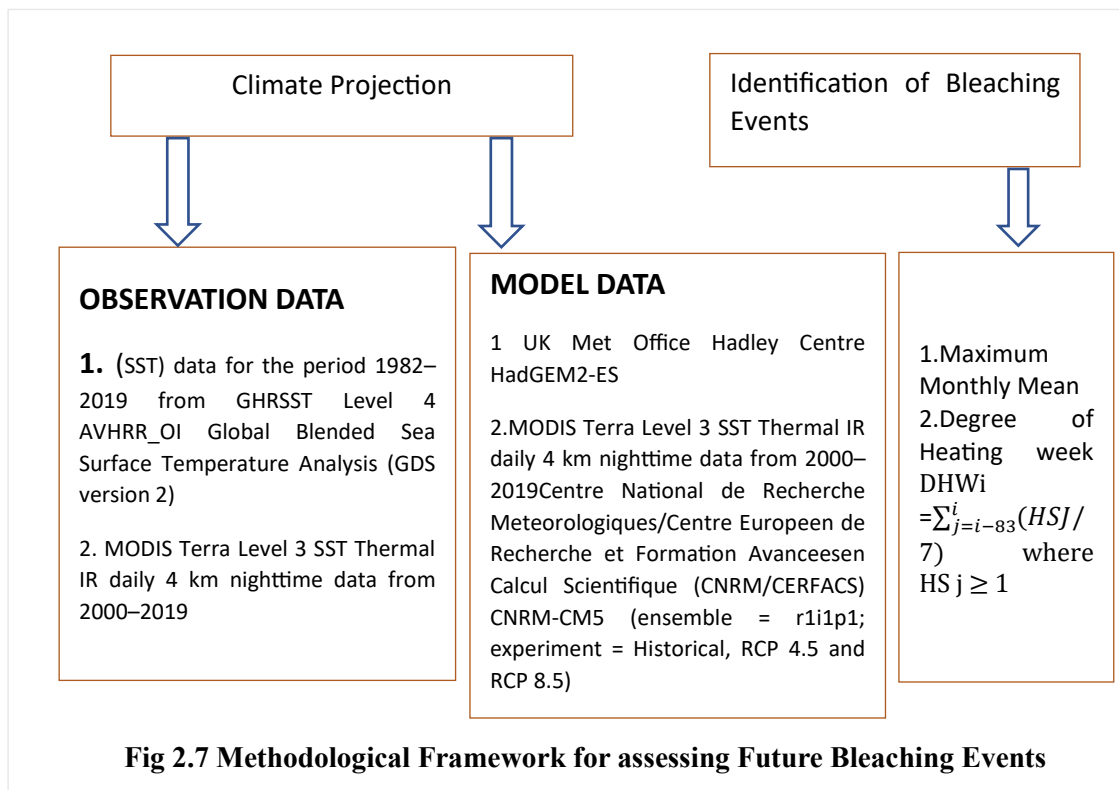 Climate Projection
Identification of Bleaching
Events
OBSERVATION DATA
1. (SST) data for the period 1982–
2019 from GHRSST Level 4
AVHRR_OI Global Blended Sea
Surface Temperature Analysis (GDS
version 2)
2. MODIS Terra Level 3 SST Thermal
IR daily 4 km nighttime data from
2000–2019
MODEL DATA
1 UK Met Office Hadley Centre
HadGEM2-ES
2.MODIS Terra Level 3 SST Thermal IR
daily 4 km nighttime data from 2000–
2019Centre National de Recherche
Meteorologiques/Centre Europeen de
Recherche et Formation Avanceesen
Calcul Scientifique (CNRM/CERFACS)
CNRM-CM5 (ensemble = r1i1p1;
experiment = Historical, RCP 4.5 and
RCP 8.5)
1.Maximum
Monthly Mean
2.Degree of
Heating week
DHWi
=∑_{j=i−83}^{i}(HSJ/
7) where
HS j ≥ 1
Fig 2.7 Methodological Framework for assessing Future Bleaching Events